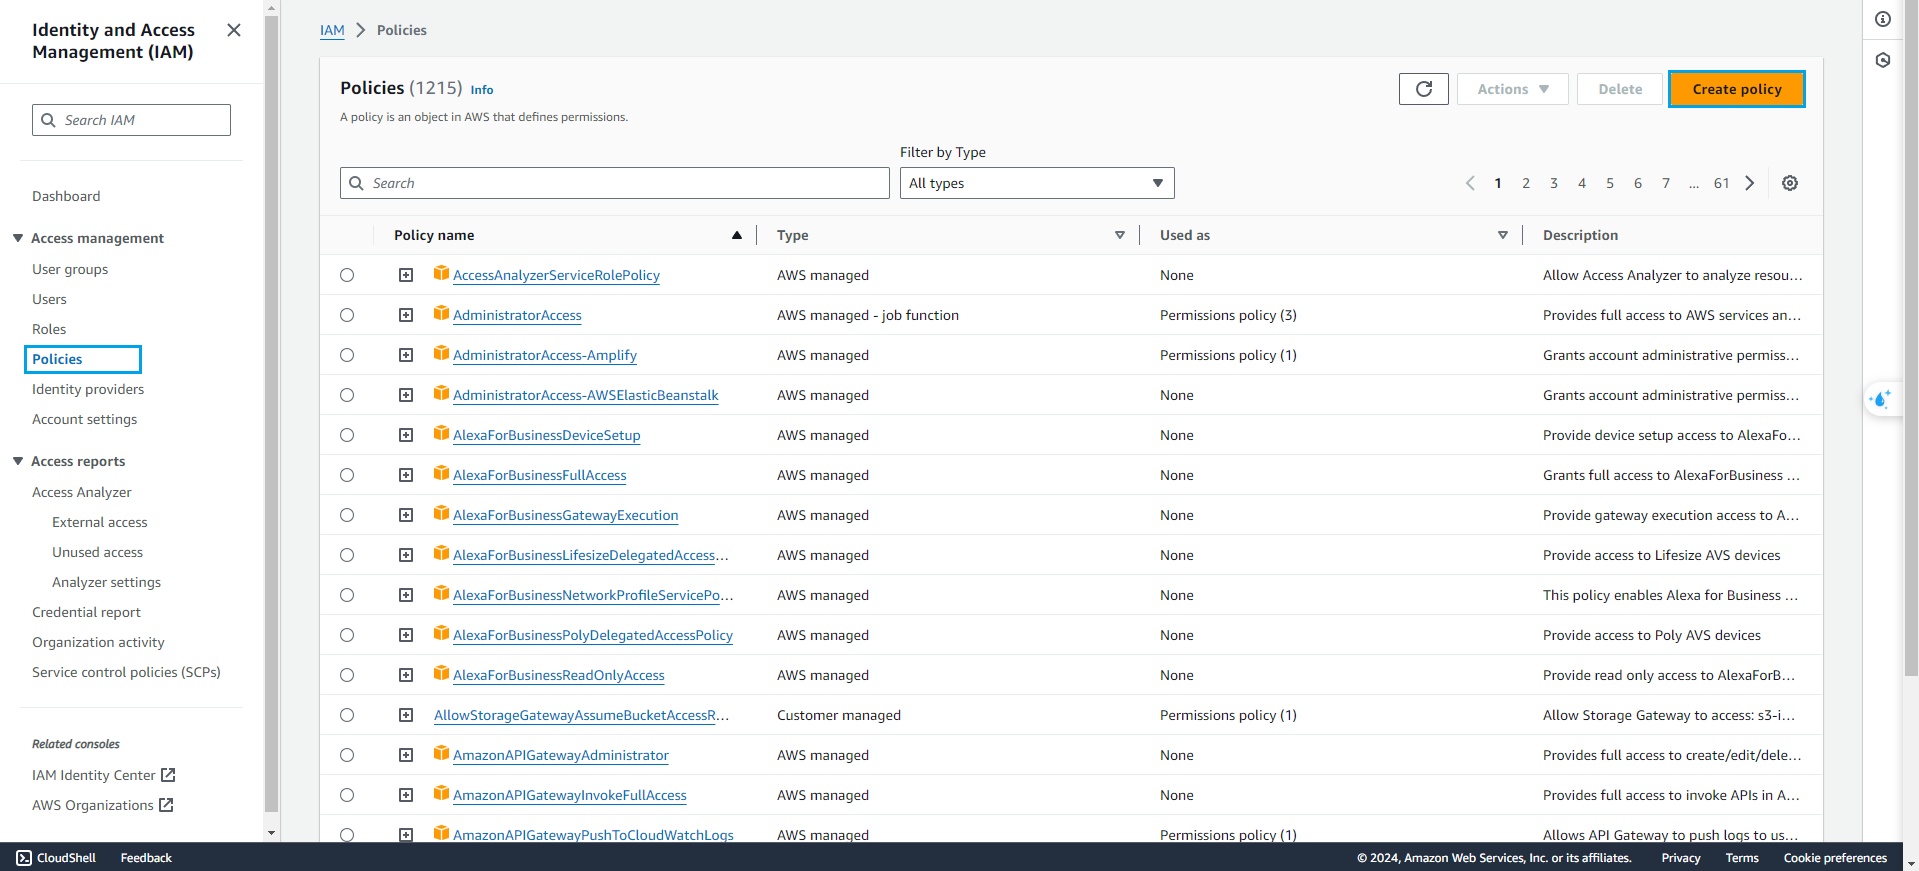 Identity and Access
Management (IAM)
Search IAM
Dashboard
Access management
User groups
Users
Roles
Policies
Identity providers
Account settings
Access reports
Access Analyzer
External access
Unused access
Analyzer settings
Credential report
Organization activity
Service control policies (SCPs)
Related consoles
IAM Identity Center
AWS Organizations
IAM > Policies
Policies (1215) Info
A policy is an object in AWS that defines permissions.
Actions Delete Create policy
Filter by Type
Search All types 1 2 3 4 5 6 7 ... 61
Policy name Type Used as Description
AccessAnalyzerServiceRolePolicy AWS managed None Allow Access Analyzer to analyze resou...
AdministratorAccess AWS managed - job function Permissions policy (3) Provides full access to AWS services an...
AdministratorAccess-Amplify AWS managed Permissions policy (1) Grants account administrative permiss...
AdministratorAccess-AWSElasticBeanstalk AWS managed None Grants account administrative permiss...
AlexaForBusinessDeviceSetup AWS managed None Provide device setup access to AlexaFo...
AlexaForBusinessFullAccess AWS managed None Grants full access to AlexaForBusiness ...
AlexaForBusinessGatewayExecution AWS managed None Provide gateway execution access to A...
AlexaForBusinessLifesizeDelegatedAccess... AWS managed None Provide access to Lifesize AVS devices
AlexaForBusinessNetworkProfileServicePo... AWS managed None This policy enables Alexa for Business ...
AlexaForBusinessPolyDelegatedAccessPolicy AWS managed None Provide access to Poly AVS devices
AlexaForBusinessReadOnlyAccess AWS managed None Provide read only access to AlexaForB...
AllowStorageGatewayAssumeBucketAccessR... Customer managed Permissions policy (1) Allow Storage Gateway to access: s3-i...
AmazonAPIGatewayAdministrator AWS managed None Provides full access to create/edit/dele...
AmazonAPIGatewayInvokeFullAccess AWS managed None Provides full access to invoke APIs in A...
AmazonAPIGatewayPushToCloudWatchLogs AWS managed Permissions policy (1) Allows API Gateway to push logs to us...
CloudShell Feedback © 2024, Amazon Web Services, Inc. or its affiliates. Privacy Terms Cookie preferences